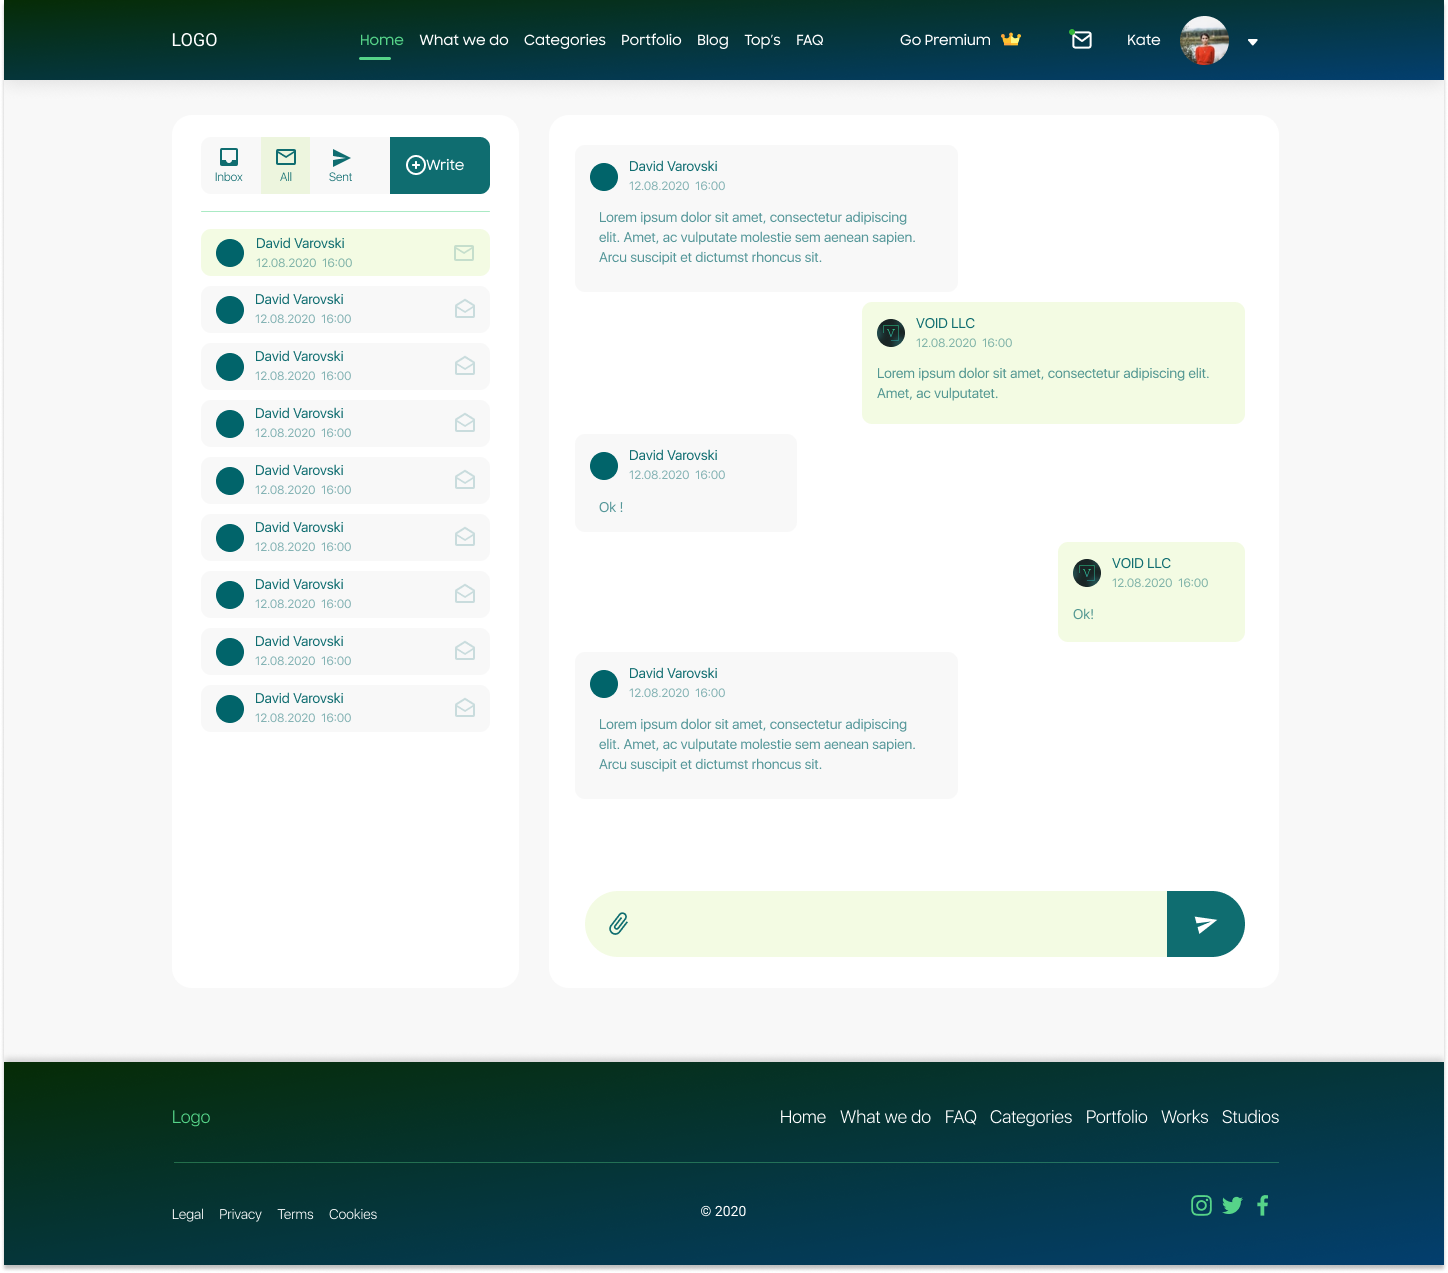 LOGO
Home What we do Categories Portfolio Blog Top's FAQ
Go Premium
Kate
Inbox
All
Sent
Write
David Varovski
12.08.2020 16:00
David Varovski
12.08.2020 16:00
David Varovski
12.08.2020 16:00
David Varovski
12.08.2020 16:00
David Varovski
12.08.2020 16:00
David Varovski
12.08.2020 16:00
David Varovski
12.08.2020 16:00
David Varovski
12.08.2020 16:00
David Varovski
12.08.2020 16:00
David Varovski
12.08.2020 16:00
Lorem ipsum dolor sit amet, consectetur adipiscing
elit. Amet, ac vulputate molestie sem aenean sapien.
Arcu suscipit et dictumst rhoncus sit.
V
VOID LLC
12.08.2020 16:00
Lorem ipsum dolor sit amet, consectetur adipiscing elit.
Amet, ac vulputatet.
David Varovski
12.08.2020 16:00
Ok !
V
VOID LLC
12.08.2020 16:00
Ok!
David Varovski
12.08.2020 16:00
Lorem ipsum dolor sit amet, consectetur adipiscing
elit. Amet, ac vulputate molestie sem aenean sapien.
Arcu suscipit et dictumst rhoncus sit.
Logo
Home What we do FAQ Categories Portfolio Works Studios
Legal Privacy Terms Cookies
© 2020